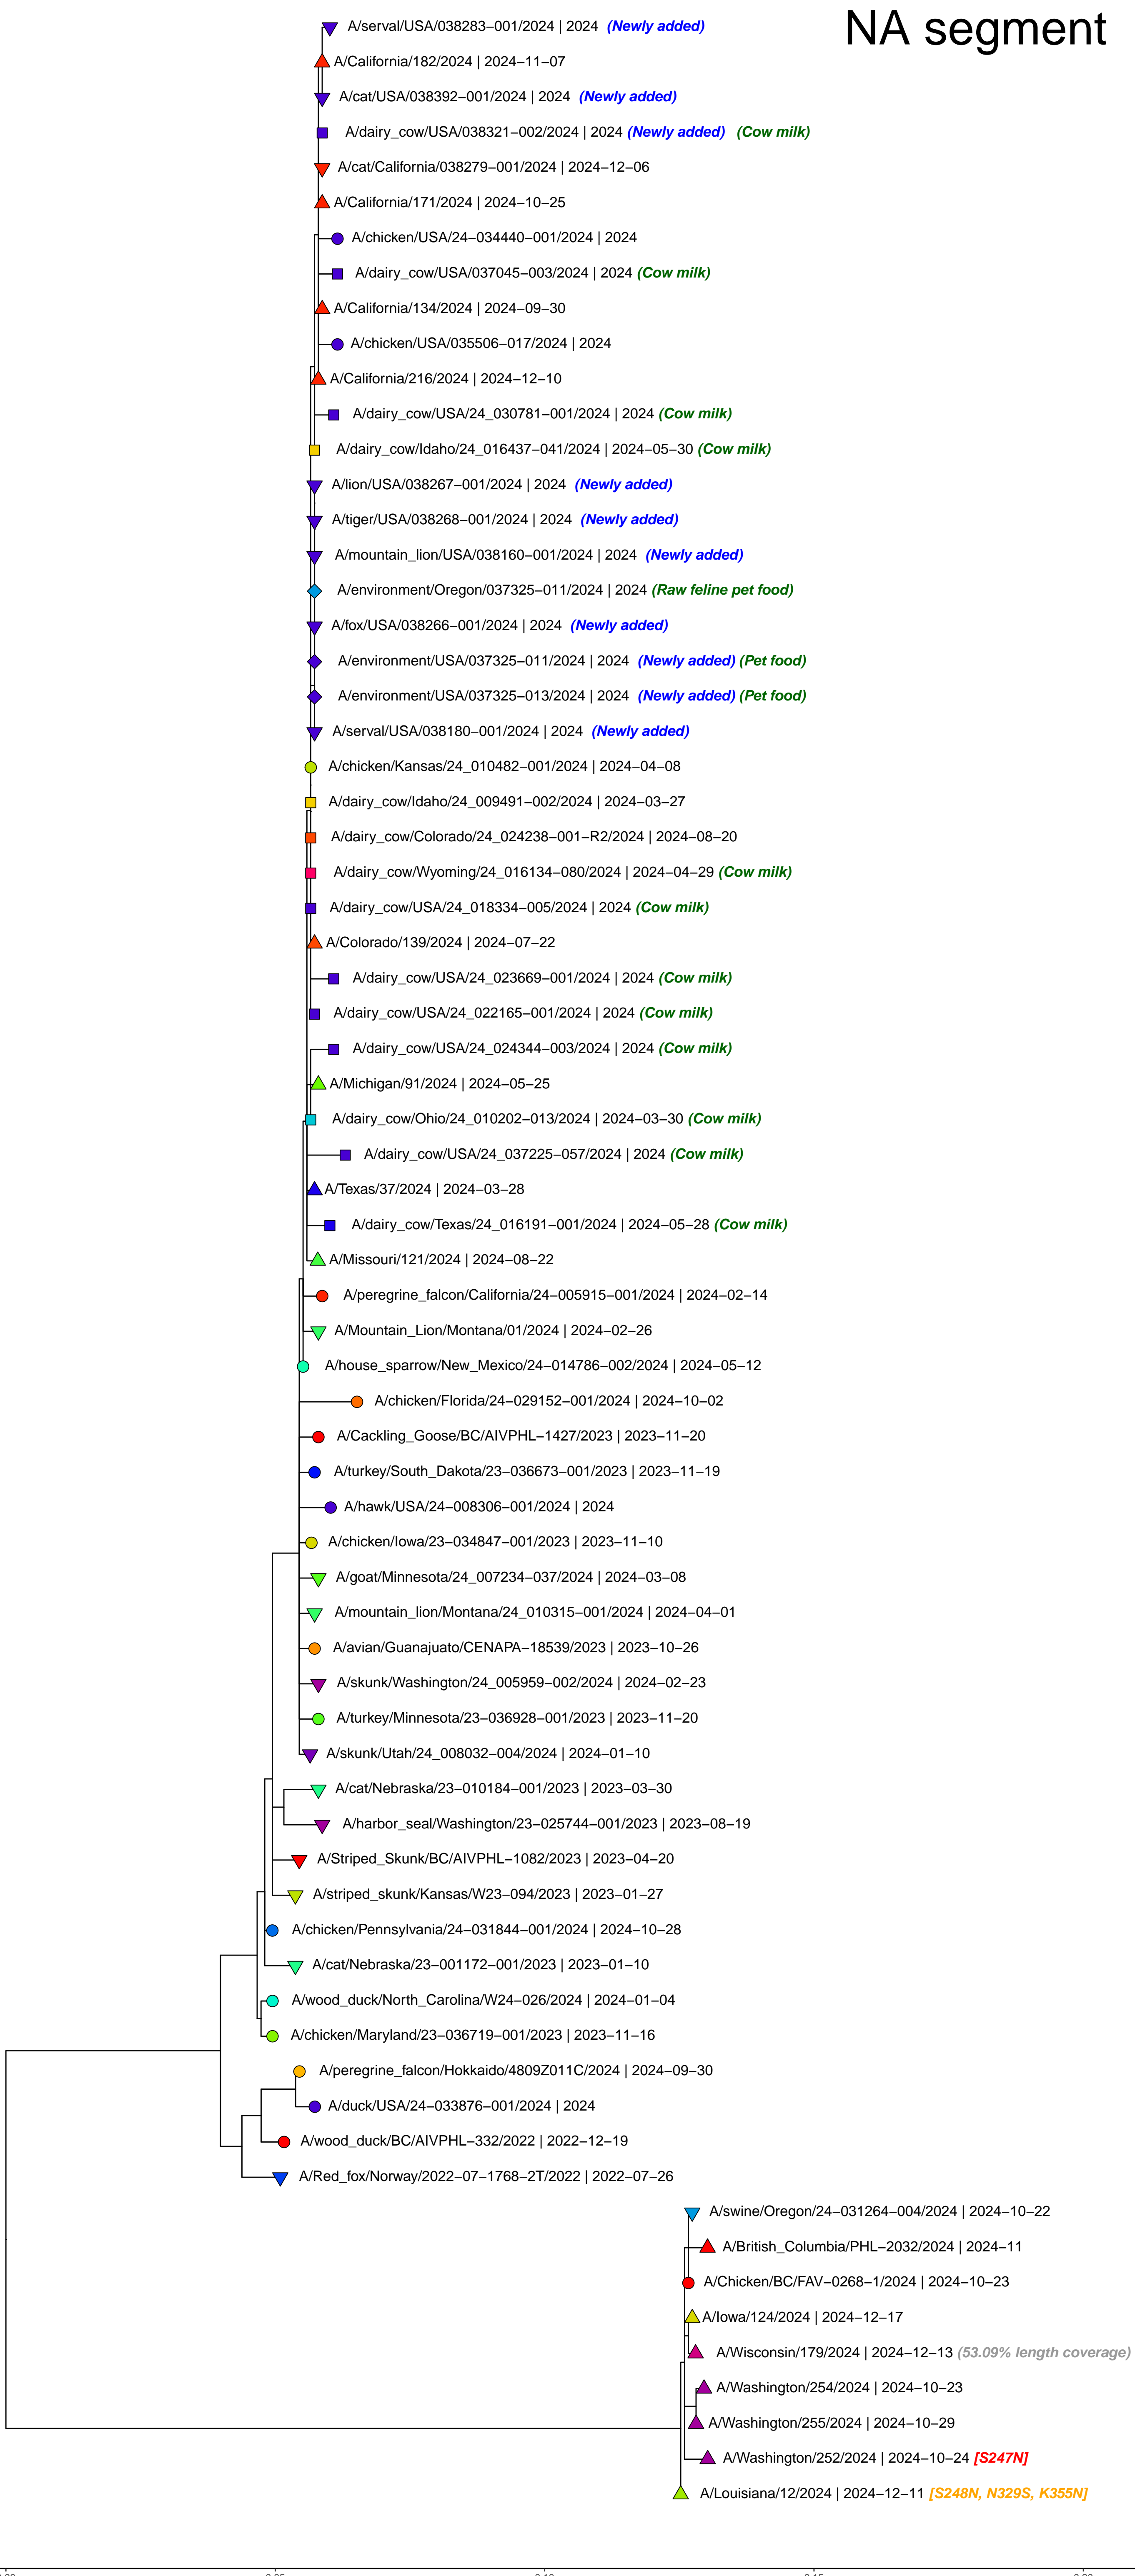 NA segment
A/serval/USA/038283−001/2024 | 2024 (Newly added)
A/California/182/2024 | 2024−11−07
A/cat/USA/038392−001/2024 | 2024 (Newly added)
A/dairy_cow/USA/038321−002/2024 | 2024 (Newly added) (Cow milk)
A/cat/California/038279−001/2024 | 2024−12−06
A/California/171/2024 | 2024−10−25
A/chicken/USA/24−034440−001/2024 | 2024
A/dairy_cow/USA/037045−003/2024 | 2024 (Cow milk)
A/California/134/2024 | 2024−09−30
A/chicken/USA/035506−017/2024 | 2024
A/California/216/2024 | 2024−12−10
A/dairy_cow/USA/24_030781−001/2024 | 2024 (Cow milk)
A/dairy_cow/Idaho/24_016437−041/2024 | 2024−05−30 (Cow milk)
A/lion/USA/038267−001/2024 | 2024 (Newly added)
A/tiger/USA/038268−001/2024 | 2024 (Newly added)
A/mountain_lion/USA/038160−001/2024 | 2024 (Newly added)
A/environment/Oregon/037325−011/2024 | 2024 (Raw feline pet food)
A/fox/USA/038266−001/2024 | 2024 (Newly added)
A/environment/USA/037325−011/2024 | 2024 (Newly added) (Pet food)
A/environment/USA/037325−013/2024 | 2024 (Newly added) (Pet food)
A/serval/USA/038180−001/2024 | 2024 (Newly added)
A/chicken/Kansas/24_010482−001/2024 | 2024−04−08
A/dairy_cow/Idaho/24_009491−002/2024 | 2024−03−27
A/dairy_cow/Colorado/24_024238−001−R2/2024 | 2024−08−20
A/dairy_cow/Wyoming/24_016134−080/2024 | 2024−04−29 (Cow milk)
A/dairy_cow/USA/24_018334−005/2024 | 2024 (Cow milk)
A/Colorado/139/2024 | 2024−07−22
A/dairy_cow/USA/24_023669−001/2024 | 2024 (Cow milk)
A/dairy_cow/USA/24_022165−001/2024 | 2024 (Cow milk)
A/dairy_cow/USA/24_024344−003/2024 | 2024 (Cow milk)
A/Michigan/91/2024 | 2024−05−25
A/dairy_cow/Ohio/24_010202−013/2024 | 2024−03−30 (Cow milk)
A/dairy_cow/USA/24_037225−057/2024 | 2024 (Cow milk)
A/Texas/37/2024 | 2024−03−28
A/dairy_cow/Texas/24_016191−001/2024 | 2024−05−28 (Cow milk)
A/Missouri/121/2024 | 2024−08−22
A/peregrine_falcon/California/24−005915−001/2024 | 2024−02−14
A/Mountain_Lion/Montana/01/2024 | 2024−02−26
A/house_sparrow/New_Mexico/24−014786−002/2024 | 2024−05−12
A/chicken/Florida/24−029152−001/2024 | 2024−10−02
A/Cackling_Goose/BC/AIVPHL−1427/2023 | 2023−11−20
A/turkey/South_Dakota/23−036673−001/2023 | 2023−11−19
A/hawk/USA/24−008306−001/2024 | 2024
A/chicken/Iowa/23−034847−001/2023 | 2023−11−10
A/goat/Minnesota/24_007234−037/2024 | 2024−03−08
A/mountain_lion/Montana/24_010315−001/2024 | 2024−04−01
A/avian/Guanajuato/CENAPA−18539/2023 | 2023−10−26
A/skunk/Washington/24_005959−002/2024 | 2024−02−23
A/turkey/Minnesota/23−036928−001/2023 | 2023−11−20
A/skunk/Utah/24_008032−004/2024 | 2024−01−10
A/cat/Nebraska/23−010184−001/2023 | 2023−03−30
A/harbor_seal/Washington/23−025744−001/2023 | 2023−08−19
A/Striped_Skunk/BC/AIVPHL−1082/2023 | 2023−04−20
A/striped_skunk/Kansas/W23−094/2023 | 2023−01−27
A/chicken/Pennsylvania/24−031844−001/2024 | 2024−10−28
A/cat/Nebraska/23−001172−001/2023 | 2023−01−10
A/wood_duck/North_Carolina/W24−026/2024 | 2024−01−04
A/chicken/Maryland/23−036719−001/2023 | 2023−11−16
A/peregrine_falcon/Hokkaido/4809Z011C/2024 | 2024−09−30
A/duck/USA/24−033876−001/2024 | 2024
A/wood_duck/BC/AIVPHL−332/2022 | 2022−12−19
A/Red_fox/Norway/2022−07−1768−2T/2022 | 2022−07−26
A/swine/Oregon/24−031264−004/2024 | 2024−10−22
A/British_Columbia/PHL−2032/2024 | 2024−11
A/Chicken/BC/FAV−0268−1/2024 | 2024−10−23
A/Iowa/124/2024 | 2024−12−17
A/Wisconsin/179/2024 | 2024−12−13 (53.09% length coverage)
A/Washington/254/2024 | 2024−10−23
A/Washington/255/2024 | 2024−10−29
A/Washington/252/2024 | 2024−10−24 [S247N]
A/Louisiana/12/2024 | 2024−12−11 [S248N, N329S, K355N]